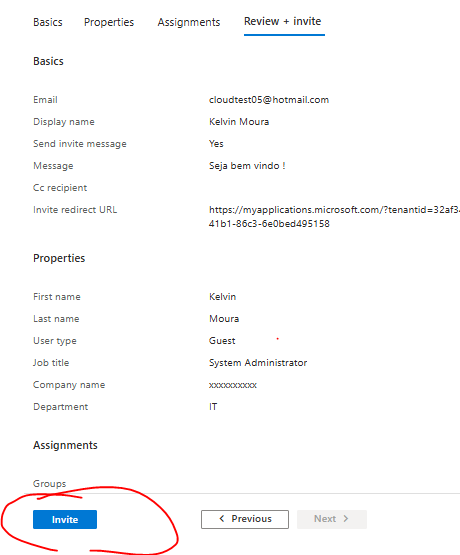 Basics Properties Assignments Review + invite
Basics
Email cloudtest05@hotmail.com
Display name Kelvin Moura
Send invite message Yes
Message Seja bem vindo !
Cc recipient
Invite redirect URL https://myapplications.microsoft.com/?tenantid=32af3
41b1-86c3-6e0bed495158
Properties
First name Kelvin
Last name Moura
User type Guest
Job title System Administrator
Company name xxxxxxxxxx
Department IT
Assignments
Groups
Invite < Previous Next >